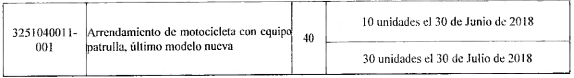 10 unidades el 30 de Junio de 2018
3251040011-
001
Arrendamiento de motocicleta con equipo
patrulla, último modelo nueva
40
30 unidades el 30 de Julio de 2018